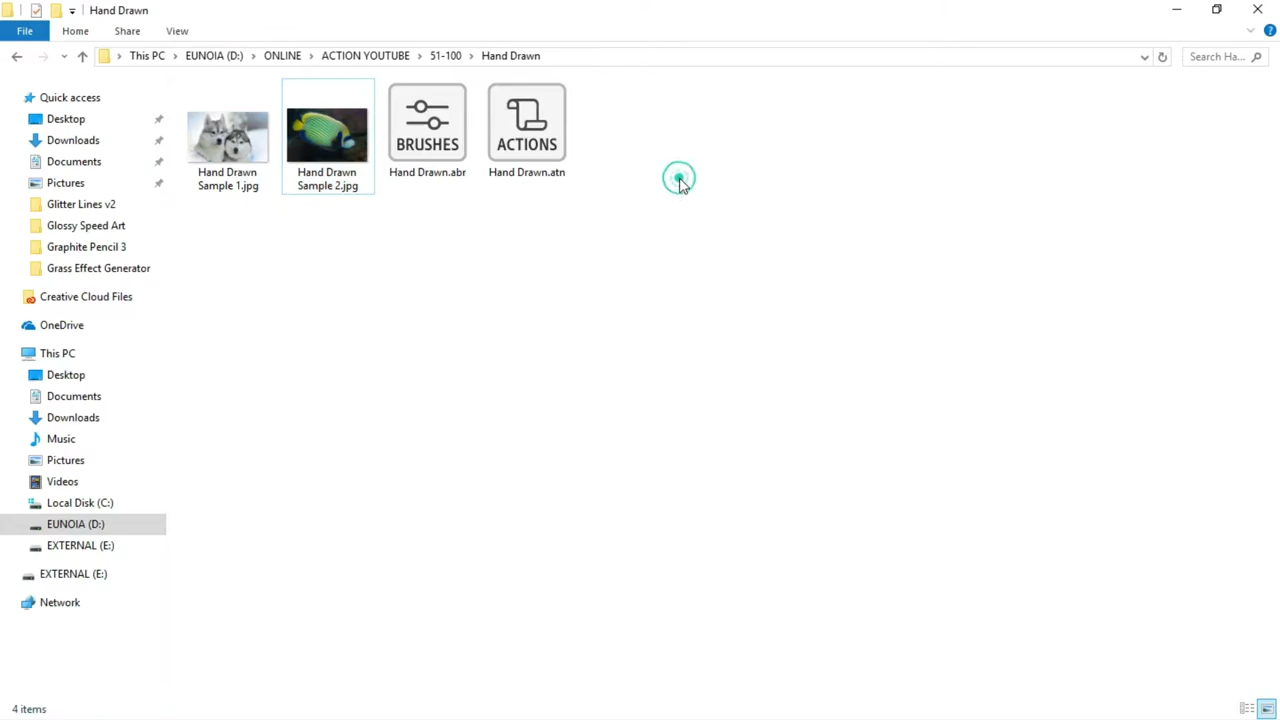 Hand Drawn
File Home Share View
This PC EUNOIA (D:) ONLINE ACTION YOUTUBE 51-100 Hand Drawn
Search Ha...
Quick access
Desktop
Downloads
Documents
Pictures
Glitter Lines v2
Glossy Speed Art
Graphite Pencil 3
Grass Effect Generator
Creative Cloud Files
OneDrive
This PC
Desktop
Documents
Downloads
Music
Pictures
Videos
Local Disk (C:)
EUNOIA (D:)
EXTERNAL (E:)
EXTERNAL (E:)
Network
Hand Drawn
Sample 1.jpg
Hand Drawn
Sample 2.jpg
BRUSHES
Hand Drawn.abr
ACTIONS
Hand Drawn.atn
4 items